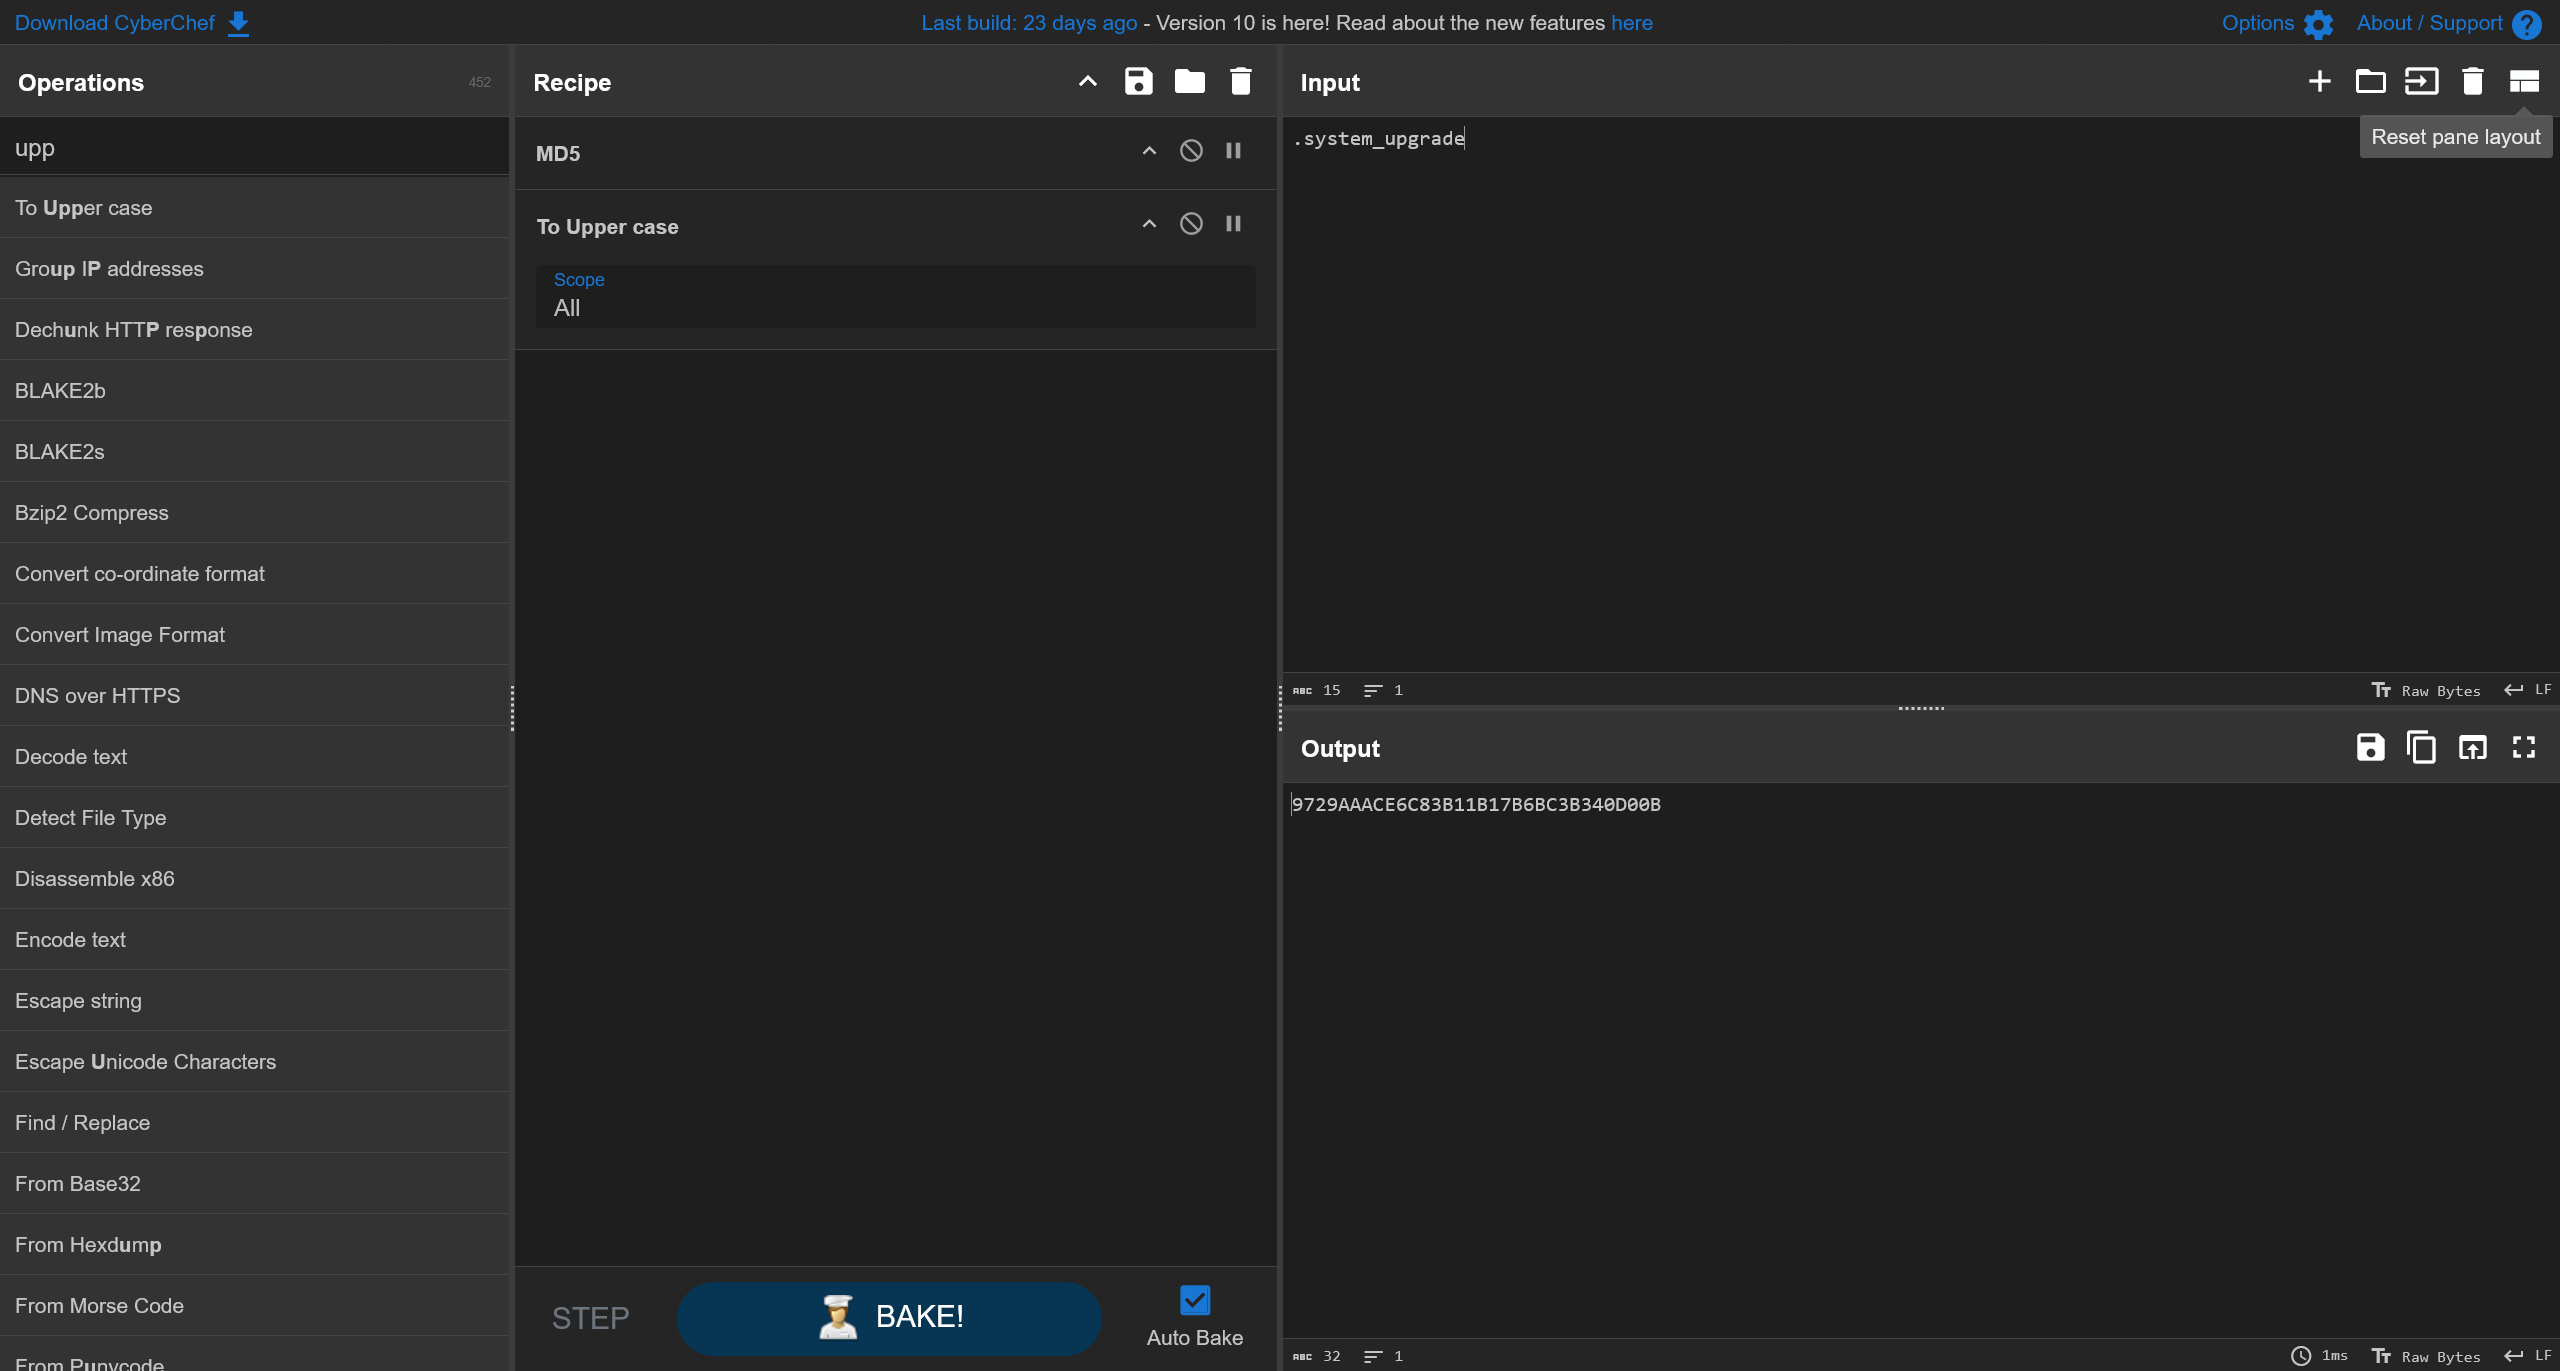 Download CyberChef
Last build: 23 days ago - Version 10 is here! Read about the new features here
Options
About / Support
Operations
452
upp
To Upper case
Group IP addresses
Dechunk HTTP response
BLAKE2b
BLAKE2s
Bzip2 Compress
Convert co-ordinate format
Convert Image Format
DNS over HTTPS
Decode text
Detect File Type
Disassemble x86
Encode text
Escape string
Escape Unicode Characters
Find / Replace
From Base32
From Hexdump
From Morse Code
From Punycode
Recipe
MD5
To Upper case
Scope
All
STEP
BAKE!
Auto Bake
Input
Reset pane layout
.system_upgrade
ABC 15
1
Raw Bytes
LF
Output
9729AAACE6C83B11B17B6BC3B340D00B
ABC 32
1
1ms
Raw Bytes
LF